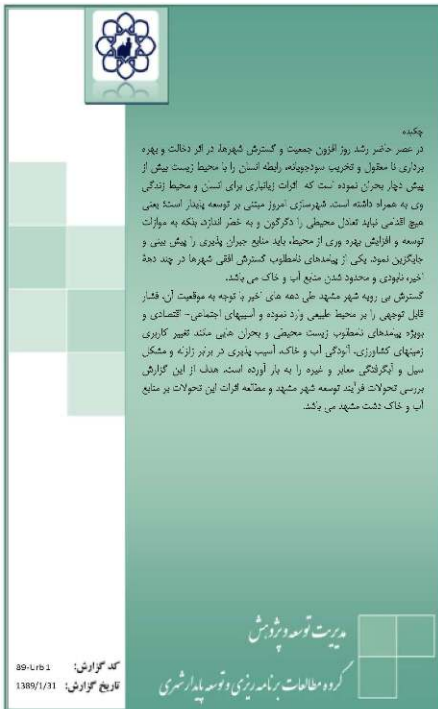 چکیده
در عصر حاضر رشد روز افزون جمعیت و گسترش شهرها، در اثر دخالت و بهره
برداری نا معقول و تخریب سودجویانه، رابطه انسان را با محیط زیست بیش از
پیش دچار بحران نموده است که اثرات زیانباری برای انسان و محیط زندگی
وی به همراه داشته است. شهرسازی امروز مبتنی بر توسعه پایدار است؛ یعنی
هیچ اقدامی نباید تعادل محیطی را دگرگون و به خطر اندازد، بلکه به موازات
توسعه و افزایش بهره وری از محیط، باید منابع جبران پذیری را پیش بینی و
جایگزین نمود. یکی از پیامدهای نامطلوب گسترش افقی شهرها در چند دهۀ
اخیر، نابودی و محدود شدن منابع آب و خاک می باشد.
گسترش بی رویه شهر مشهد طی دهه های اخیر با توجه به موقعیت آن، فشار
قابل توجهی را بر محیط طبیعی وارد نموده و آسیبهای اجتماعی- اقتصادی و
بویژه پیامدهای نامطلوب زیست محیطی و بحران هایی مانند تغییر کاربری
زمینهای کشاورزی، آلودگی آب و خاک، آسیب پذیری در برابر زلزله و مشکل
سیل و آبگرفتگی معابر و غیره را به بار آورده است. هدف از این گزارش
بررسی تحولات فرآیند توسعه شهر مشهد و مطالعه اثرات این تحولات بر منابع
آب و خاک دشت مشهد می باشد.
مدیریت توسعه و پژوهش
گروه مطالعات برنامه ریزی و توسعه پایدار شهری
کد گزارش: 89-Urb 1
تاریخ گزارش: 1389/1/31